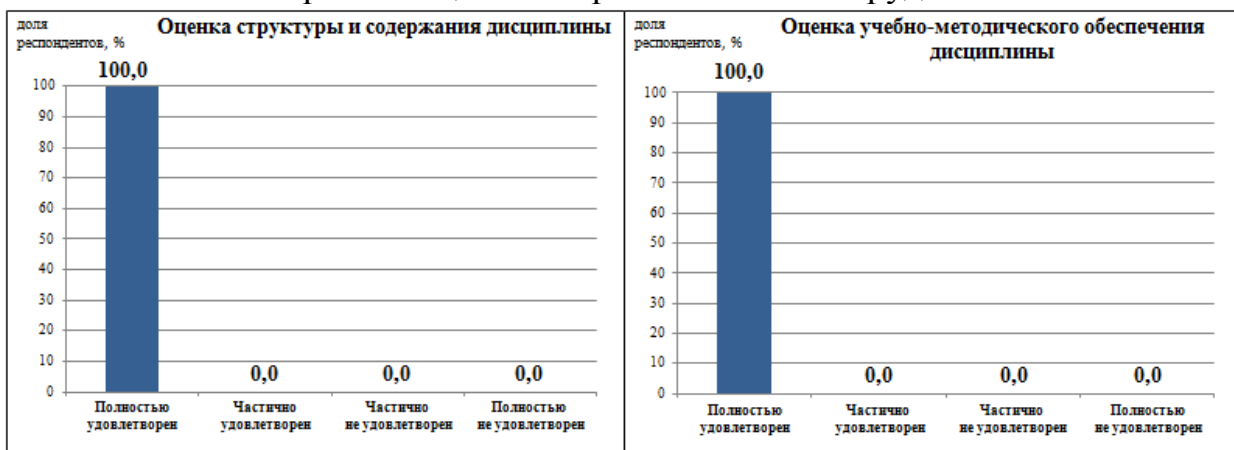 доля
респондентов, %
Оценка структуры и содержания дисциплины
100,0
100
90
80
70
60
50
40
30
20
10
0
0,0 0,0 0,0
Полностью удовлетворен
Частично удовлетворен
Частично не удовлетворен
Полностью не удовлетворен
доля
респондентов, %
Оценка учебно-методического обеспечения
дисциплины
100,0
100
90
80
70
60
50
40
30
20
10
0
0,0 0,0 0,0
Полностью удовлетворен
Частично удовлетворен
Частично не удовлетворен
Полностью не удовлетворен